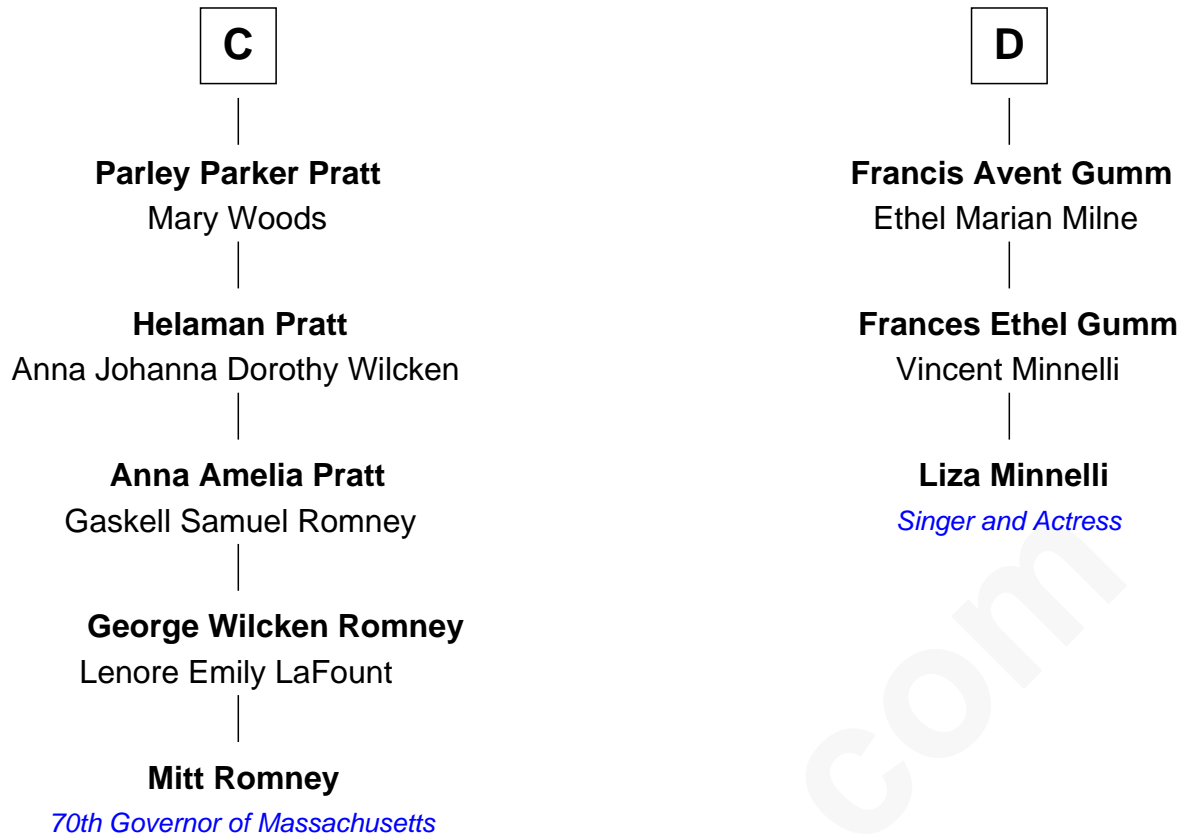 C
Parley Parker Pratt
Mary Woods
Helaman Pratt
Anna Johanna Dorothy Wilcken
Anna Amelia Pratt
Gaskell Samuel Romney
George Wilcken Romney
Lenore Emily LaFount
Mitt Romney
70th Governor of Massachusetts
D
Francis Avent Gumm
Ethel Marian Milne
Frances Ethel Gumm
Vincent Minnelli
Liza Minnelli
Singer and Actress
com